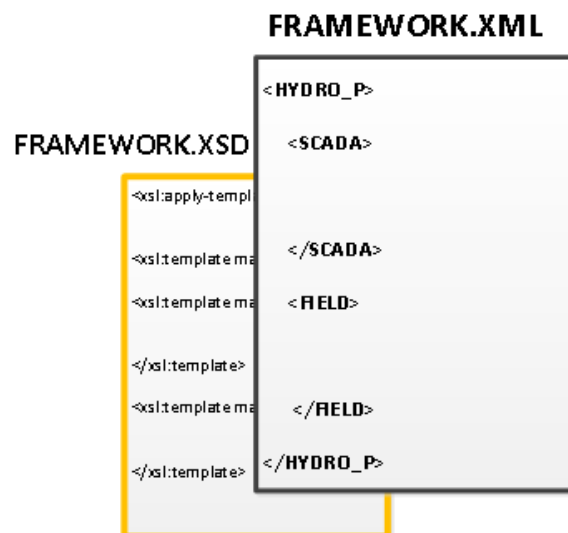 FRAMEWORK.XML
<HYDRO_P>
<SCADA>
</SCADA>
<FIELD>
</FIELD>
</HYDRO_P>
FRAMEWORK.XSD
<xsl:apply-templ
<xsl:template ma
<xsl:template ma
</xsl:template>
<xsl:template ma
</xsl:template>